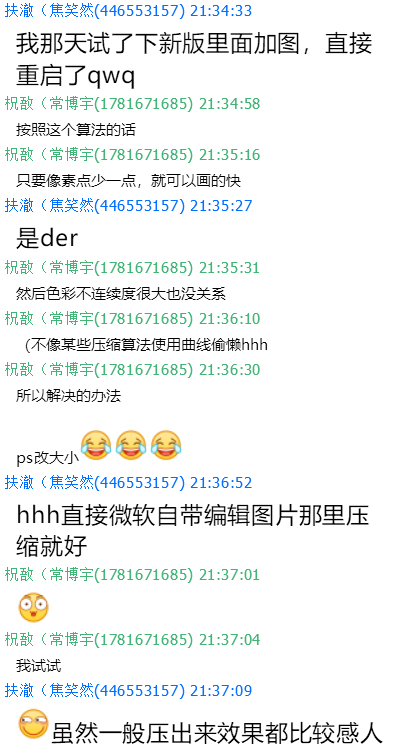 扶澈（焦笑然(446553157) 21:34:33
我那天试了下新版里面加图，直接
重启了qwq
祝敔（常博宇(1781671685) 21:34:58
按照这个算法的话
祝敔（常博宇(1781671685) 21:35:16
只要像素点少一点，就可以画的快
扶澈（焦笑然(446553157) 21:35:27
是der
祝敔（常博宇(1781671685) 21:35:31
然后色彩不连续度很大也没关系
祝敔（常博宇(1781671685) 21:36:10
（不像某些压缩算法使用曲线偷懒hhh
祝敔（常博宇(1781671685) 21:36:30
所以解决的办法
ps改大小
扶澈（焦笑然(446553157) 21:36:52
hhh直接微软自带编辑图片那里压
缩就好
祝敔（常博宇(1781671685) 21:37:01
祝敔（常博宇(1781671685) 21:37:04
我试试
扶澈（焦笑然(446553157) 21:37:09
虽然一般压出来效果都比较感人